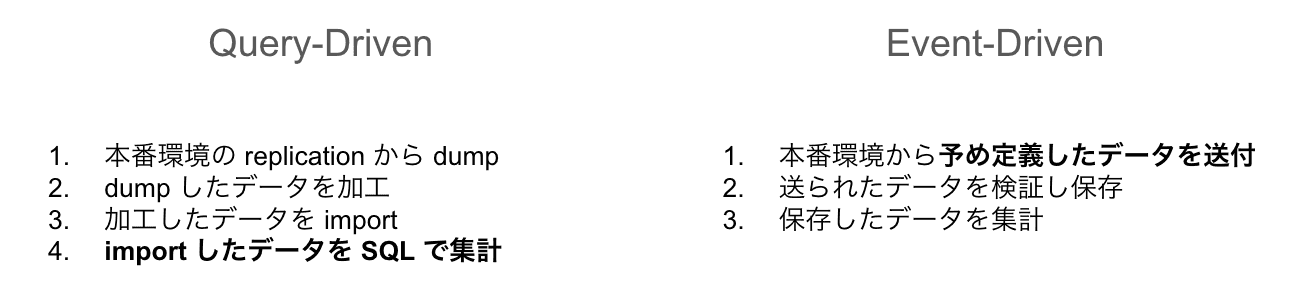 Query-Driven
1. 本番環境の replication から dump
2. dump したデータを加工
3. 加工したデータを import
4. import したデータを SQL で集計
Event-Driven
1. 本番環境から予め定義したデータを送付
2. 送られたデータを検証し保存
3. 保存したデータを集計